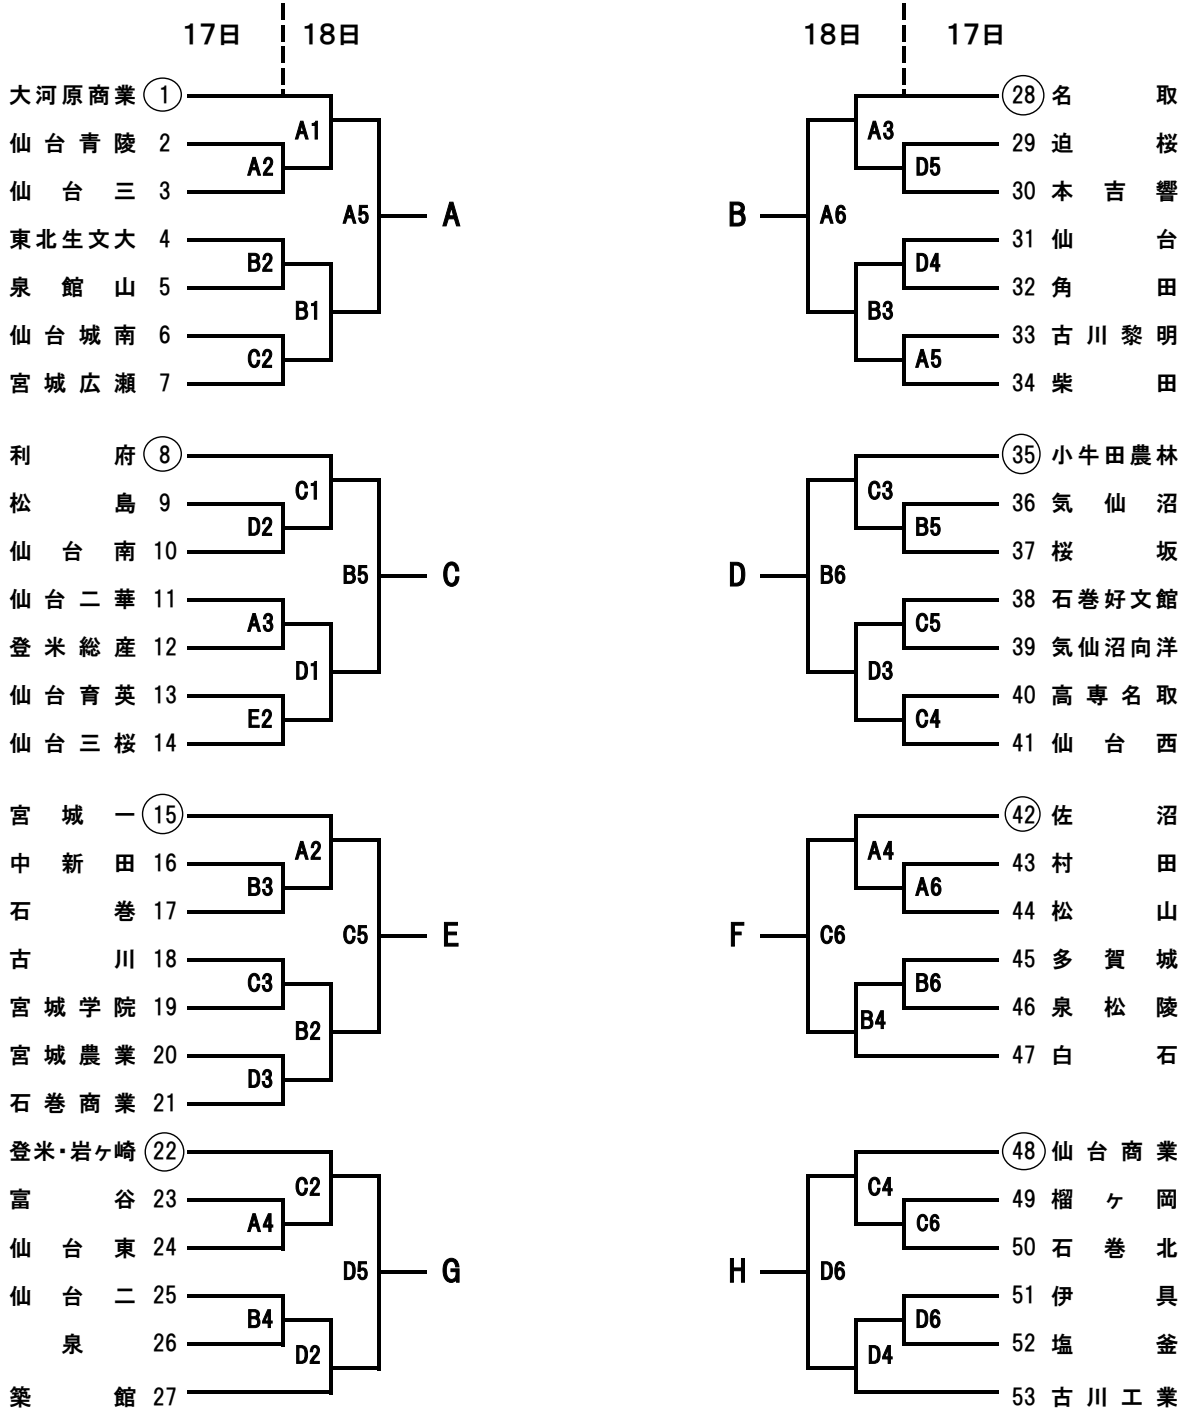 17日 18日
18日 17日
大河原商業 1
仙台青陵 2
仙台三 3
東北生文大 4
泉館山 5
仙台城南 6
宮城広瀬 7
A1
A2
B2
B1
C2
A5
A
28 名取
29 迫桜
30 本吉響
31 仙台
32 角田
33 古川黎明
34 柴田
A3
D5
D4
B3
A5
A6
B
利府 8
松島 9
仙台南 10
仙台二華 11
登米総産 12
仙台育英 13
仙台三桜 14
C1
D2
A3
D1
E2
B5
C
35 小牛田農林
36 気仙沼
37 桜坂
38 石巻好文館
39 気仙沼向洋
40 高専名取
41 仙台西
C3
B5
C5
D3
C4
B6
D
宮城一 15
中新田 16
石巻 17
古川 18
宮城学院 19
宮城農業 20
石巻商業 21
A2
B3
C3
B2
D3
C5
E
42 佐沼
43 村田
44 松山
45 多賀城
46 泉松陵
47 白石
A4
A6
B6
B4
C6
F
登米・岩ヶ崎 22
富谷 23
仙台東 24
仙台二 25
泉 26
築館 27
C2
A4
B4
D2
D5
G
48 仙台商業
49 榴ヶ岡
50 石巻北
51 伊具
52 塩釜
53 古川工業
C4
C6
D6
D4
D6
H